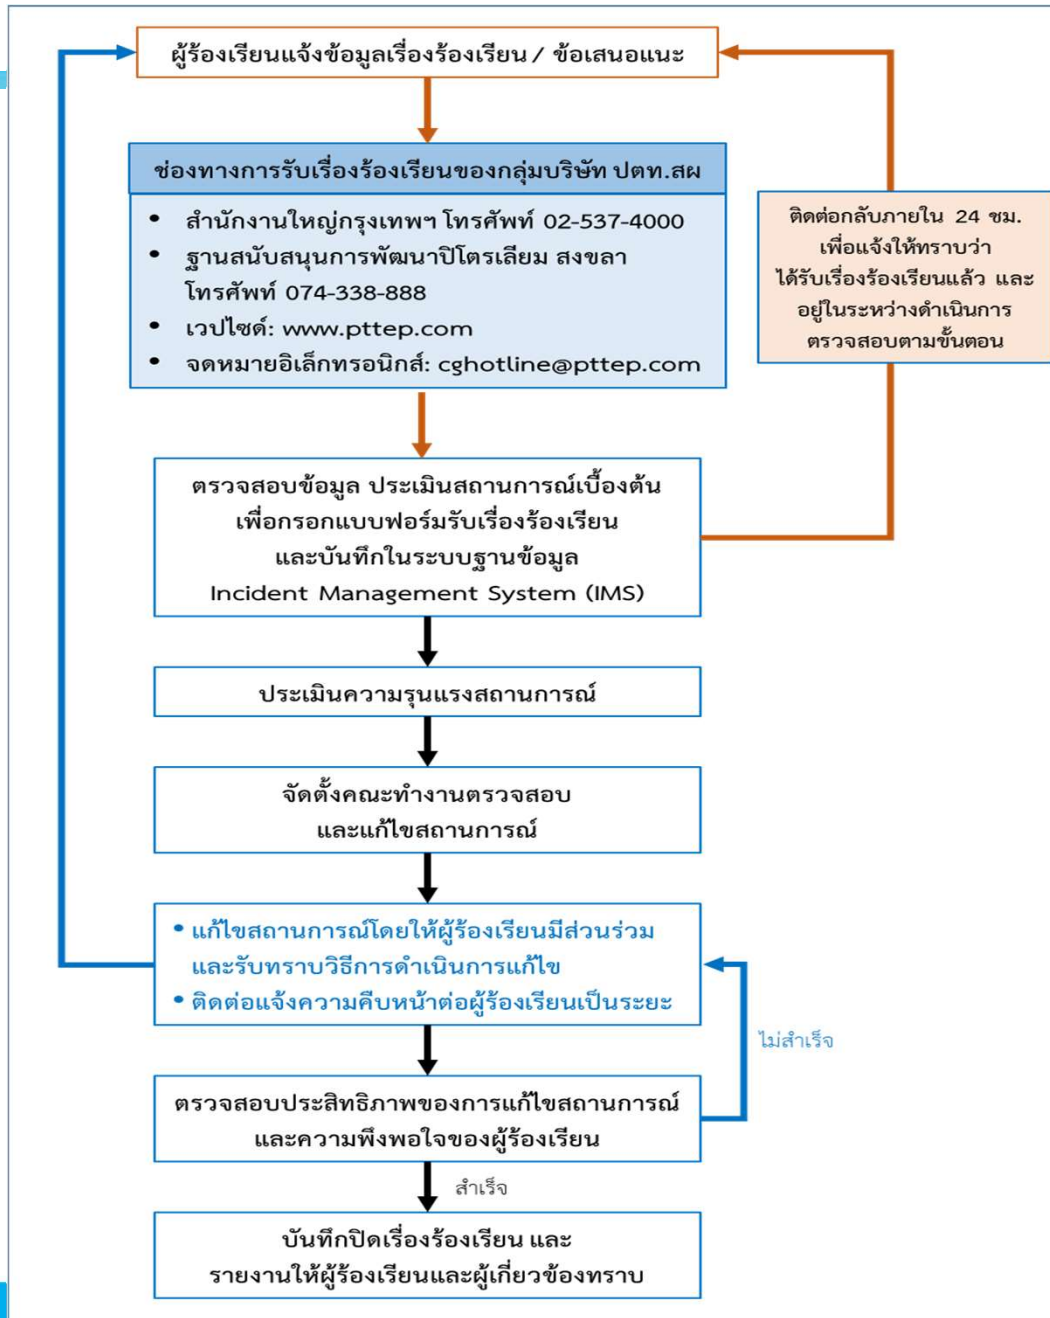 ผู้ร้องเรียนแจ้งข้อมูลเรื่องร้องเรียน / ข้อเสนอแนะ
ช่องทางการรับเรื่องร้องเรียนของกลุ่มบริษัท ปตท.สผ
• สำนักงานใหญ่กรุงเทพฯ โทรศัพท์ 02-537-4000
• ฐานสนับสนุนการพัฒนาปิโตรเลียม สงขลา
โทรศัพท์ 074-338-888
• เวปไซด์: www.pttep.com
• จดหมายอิเล็กทรอนิกส์: cghotline@pttep.com
ติดต่อกลับภายใน 24 ชม.
เพื่อแจ้งให้ทราบว่า
ได้รับเรื่องร้องเรียนแล้ว และ
อยู่ในระหว่างดำเนินการ
ตรวจสอบตามขั้นตอน
ตรวจสอบข้อมูล ประเมินสถานการณ์เบื้องต้น
เพื่อกรอกแบบฟอร์มรับเรื่องร้องเรียน
และบันทึกในระบบฐานข้อมูล
Incident Management System (IMS)
ประเมินความรุนแรงสถานการณ์
จัดตั้งคณะทำงานตรวจสอบ
และแก้ไขสถานการณ์
• แก้ไขสถานการณ์โดยให้ผู้ร้องเรียนมีส่วนร่วม
และรับทราบวิธีการดำเนินการแก้ไข
• ติดต่อแจ้งความคืบหน้าต่อผู้ร้องเรียนเป็นระยะ
ไม่สำเร็จ
ตรวจสอบประสิทธิภาพของการแก้ไขสถานการณ์
และความพึงพอใจของผู้ร้องเรียน
สำเร็จ
บันทึกปิดเรื่องร้องเรียน และ
รายงานให้ผู้ร้องเรียนและผู้เกี่ยวข้องทราบ